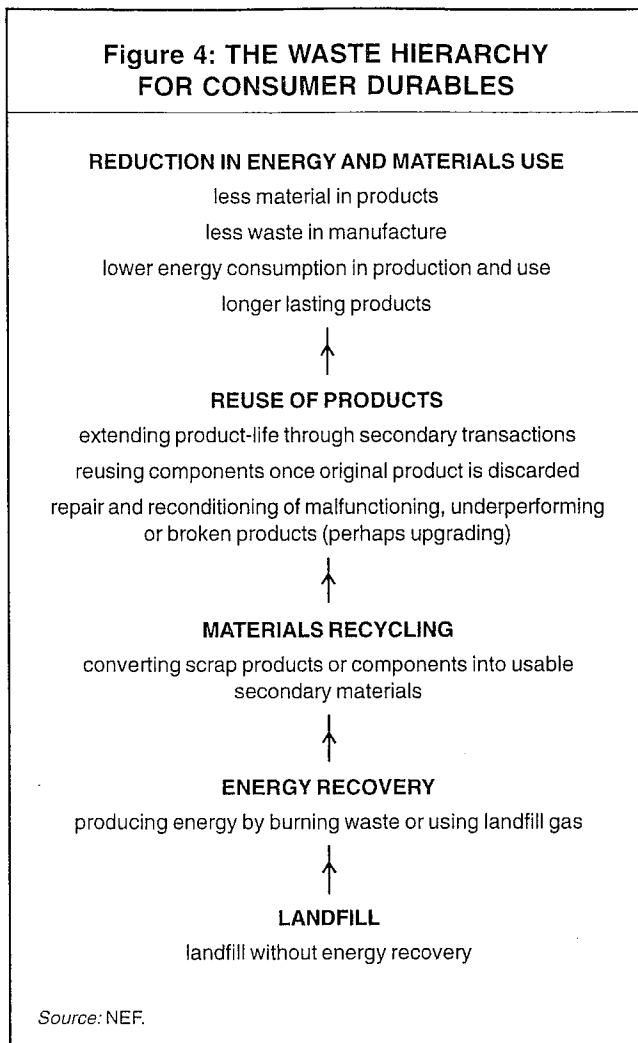 Figure 4: THE WASTE HIERARCHY
FOR CONSUMER DURABLES
REDUCTION IN ENERGY AND MATERIALS USE
less material in products
less waste in manufacture
lower energy consumption in production and use
longer lasting products
REUSE OF PRODUCTS
extending product-life through secondary transactions
reusing components once original product is discarded
repair and reconditioning of malfunctioning, underperforming
or broken products (perhaps upgrading)
MATERIALS RECYCLING
converting scrap products or components into usable
secondary materials
ENERGY RECOVERY
producing energy by burning waste or using landfill gas
LANDFILL
landfill without energy recovery
Source: NEF.